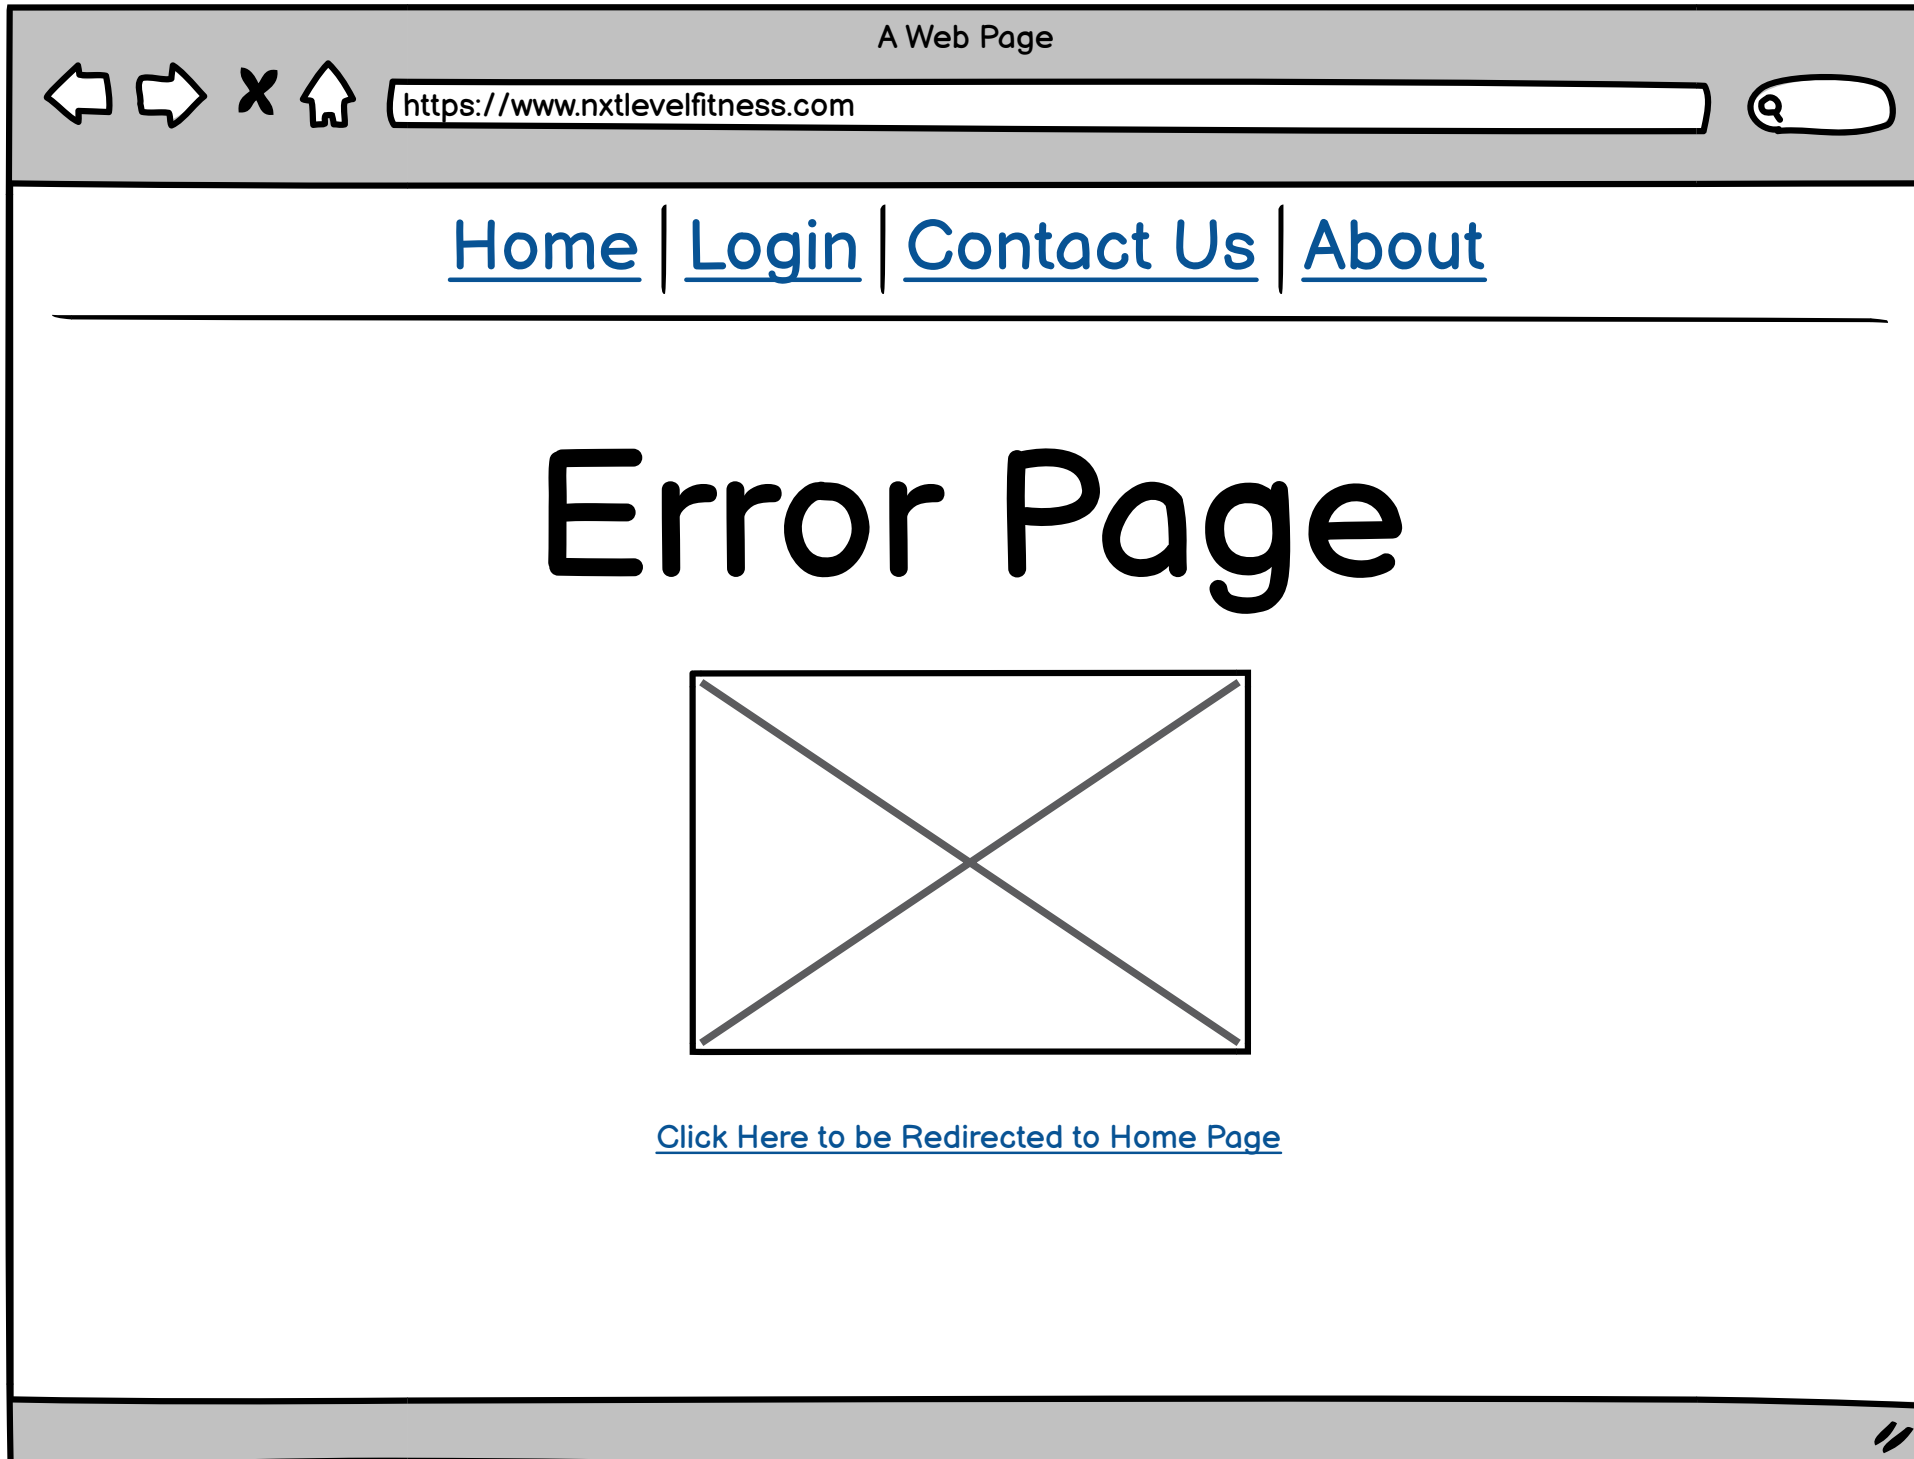 A Web Page
https://www.nxtlevelfitness.com
Home | Login | Contact Us | About
Error Page
Click Here to be Redirected to Home Page